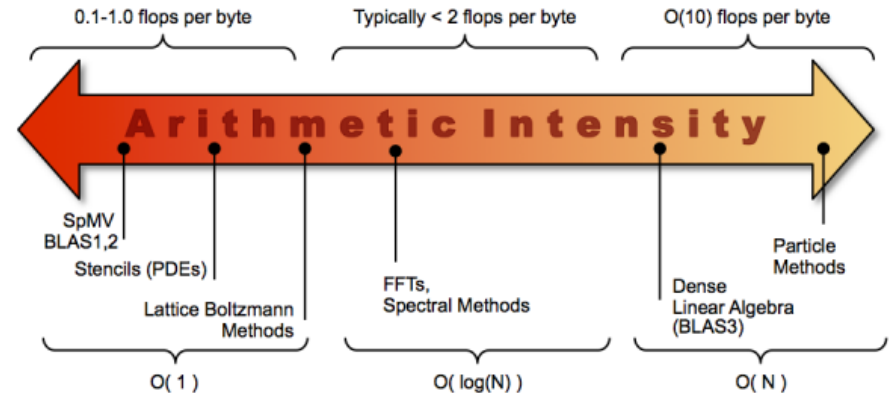 0.1-1.0 flops per byte
Typically < 2 flops per byte
O(10) flops per byte
Arithmetic Intensity
SpMV
BLAS1,2
Stencils (PDEs)
Lattice Boltzmann
Methods
FFTs,
Spectral Methods
Dense
Linear Algebra
(BLAS3)
Particle
Methods
O( 1 )
O( log(N) )
O( N )